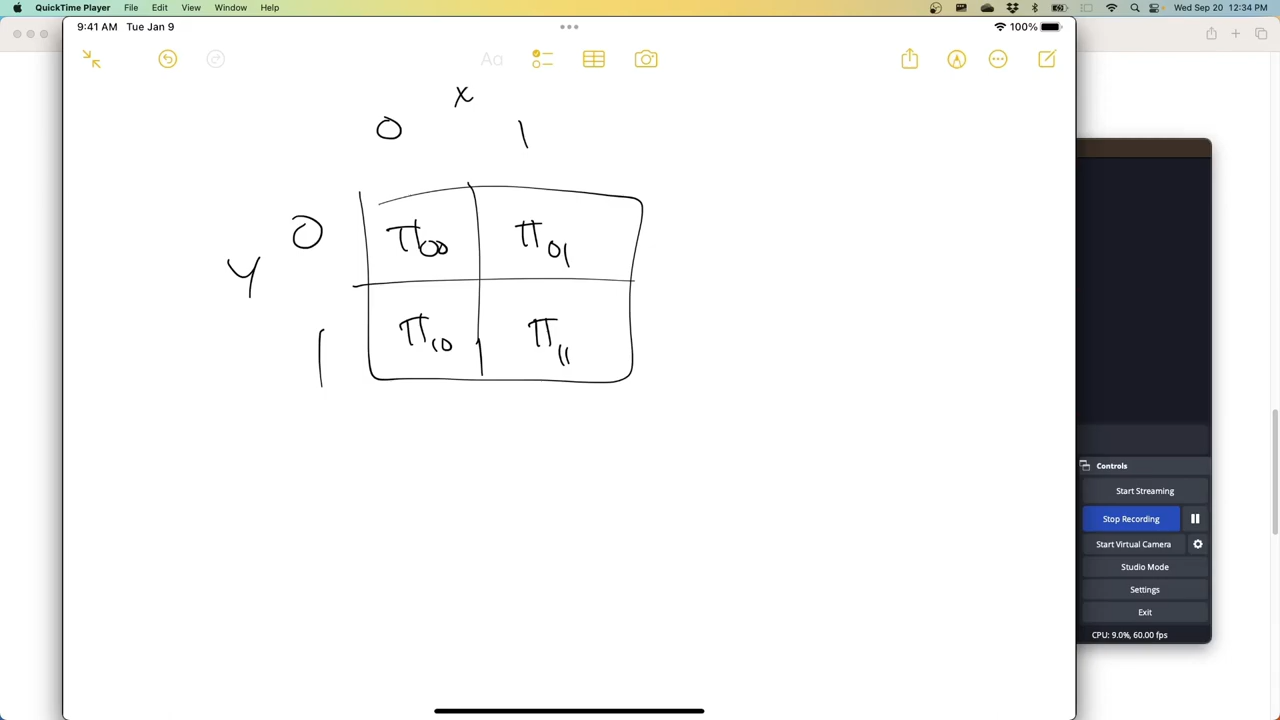 QuickTime Player File Edit View Window Help Wed Sep 20 12:34 PM
9:41 AM Tue Jan 9 100%
Aa
x
0 1
0 π00 π01
y
1 π10 π11
Controls
Start Streaming
Stop Recording
Start Virtual Camera
Studio Mode
Settings
Exit
CPU: 9.0%, 60.00 fps